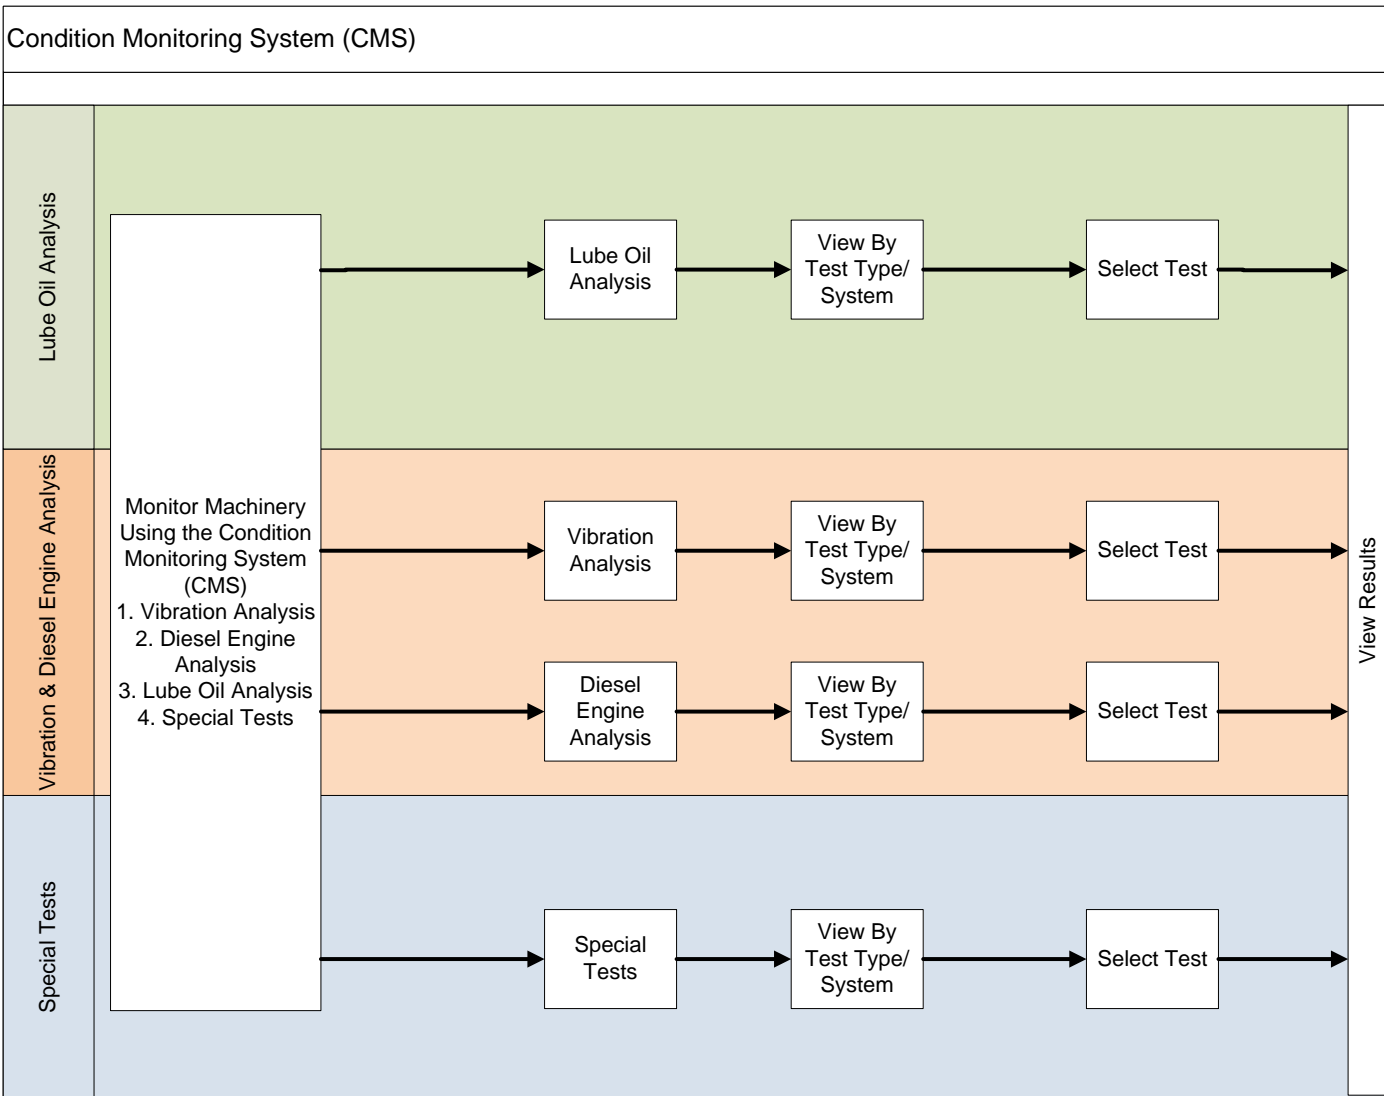 Condition Monitoring System (CMS)
Lube Oil Analysis
Lube Oil
Analysis
View By
Test Type/
System
Select Test
Vibration & Diesel Engine Analysis
Monitor Machinery
Using the Condition
Monitoring System
(CMS)
1. Vibration Analysis
2. Diesel Engine
Analysis
3. Lube Oil Analysis
4. Special Tests
Vibration
Analysis
View By
Test Type/
System
Select Test
Diesel
Engine
Analysis
View By
Test Type/
System
Select Test
View Results
Special Tests
Special
Tests
View By
Test Type/
System
Select Test